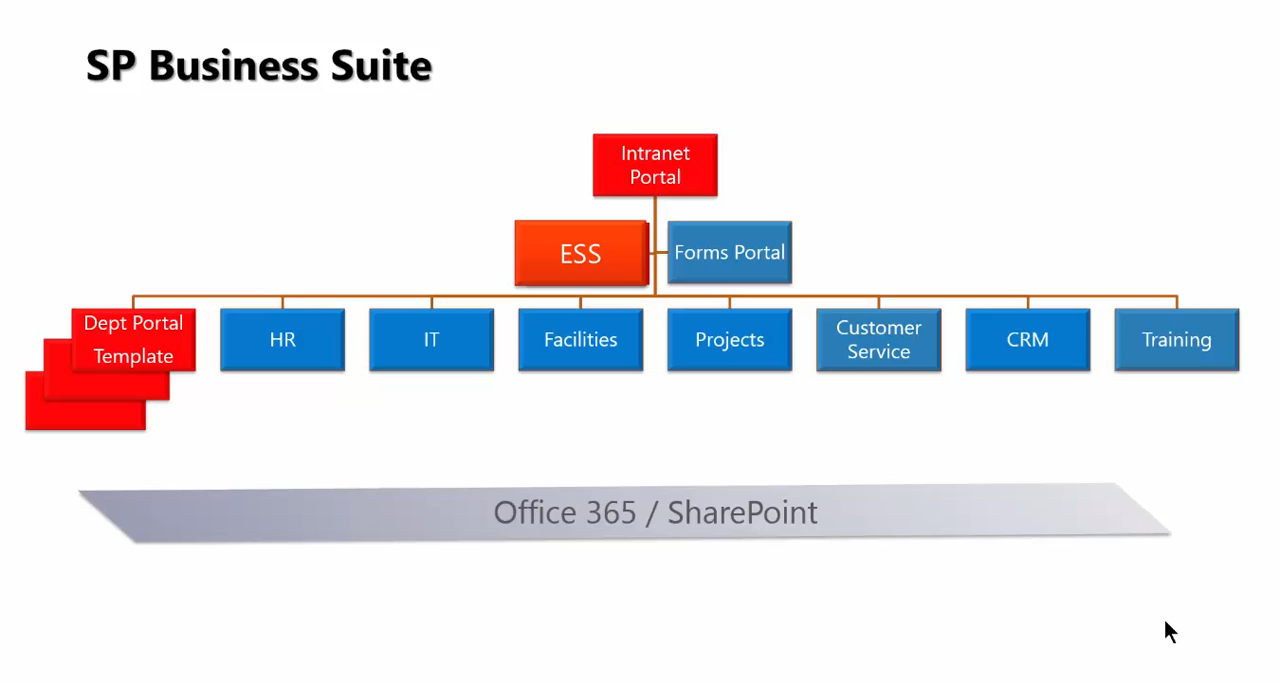 SP Business Suite
Intranet
Portal
ESS
Forms Portal
Dept Portal
Template
HR
IT
Facilities
Projects
Customer
Service
CRM
Training
Office 365 / SharePoint